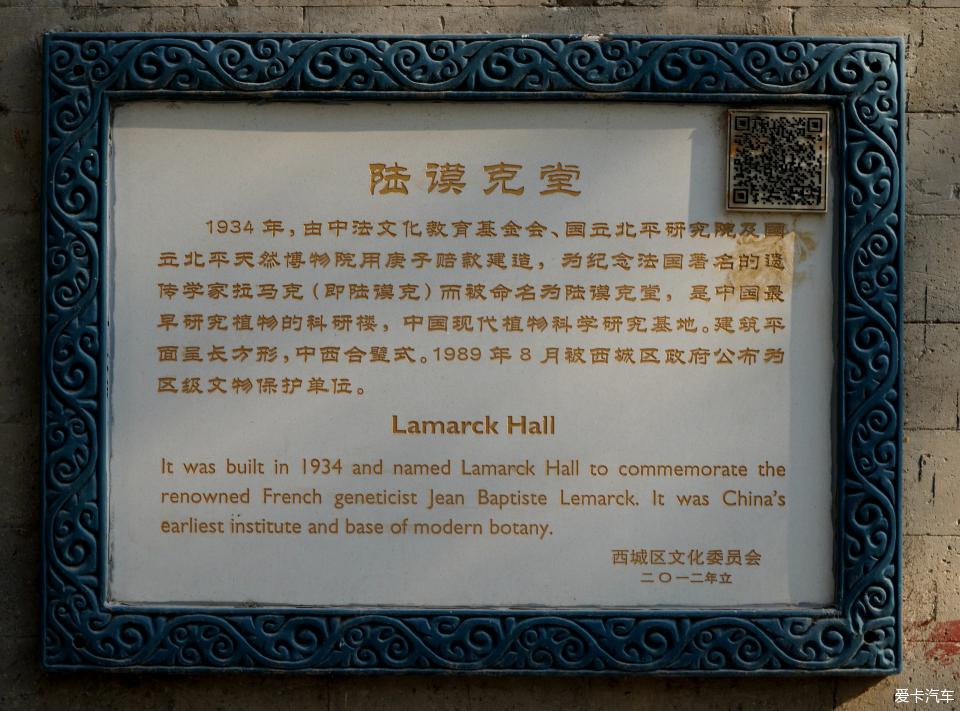 陆谟克堂
1934 年，由中法文化教育基金会、国立北平研究院及國
立北平天然博物院用庚子赔款建造，为纪念法国著名的遗
传学家拉马克（即陆谟克）而被命名为陆谟克堂，是中国最
早研究植物的科研楼，中国现代植物科学研究基地。建筑平
面呈长方形，中西合璧式。1989 年 8 月被西城区政府公布为
区级文物保护单位。
Lamarck Hall
It was built in 1934 and named Lamarck Hall to commemorate the
renowned French geneticist Jean Baptiste Lemarck. It was China's
earliest institute and base of modern botany.
西城区文化委员会
二〇一二年立
爱卡汽车